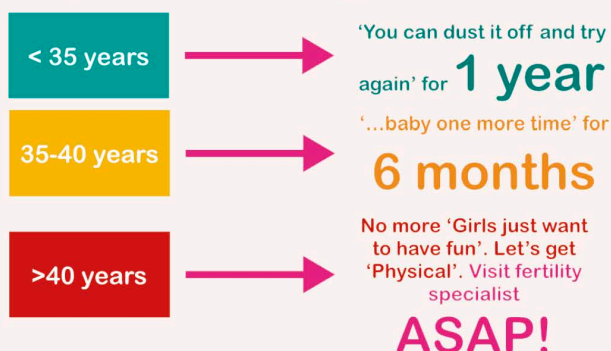 < 35 years
‘You can dust it off and try
again’ for 1 year
35-40 years
‘...baby one more time’ for
6 months
>40 years
No more ‘Girls just want
to have fun’. Let’s get
‘Physical’. Visit fertility
specialist
ASAP!